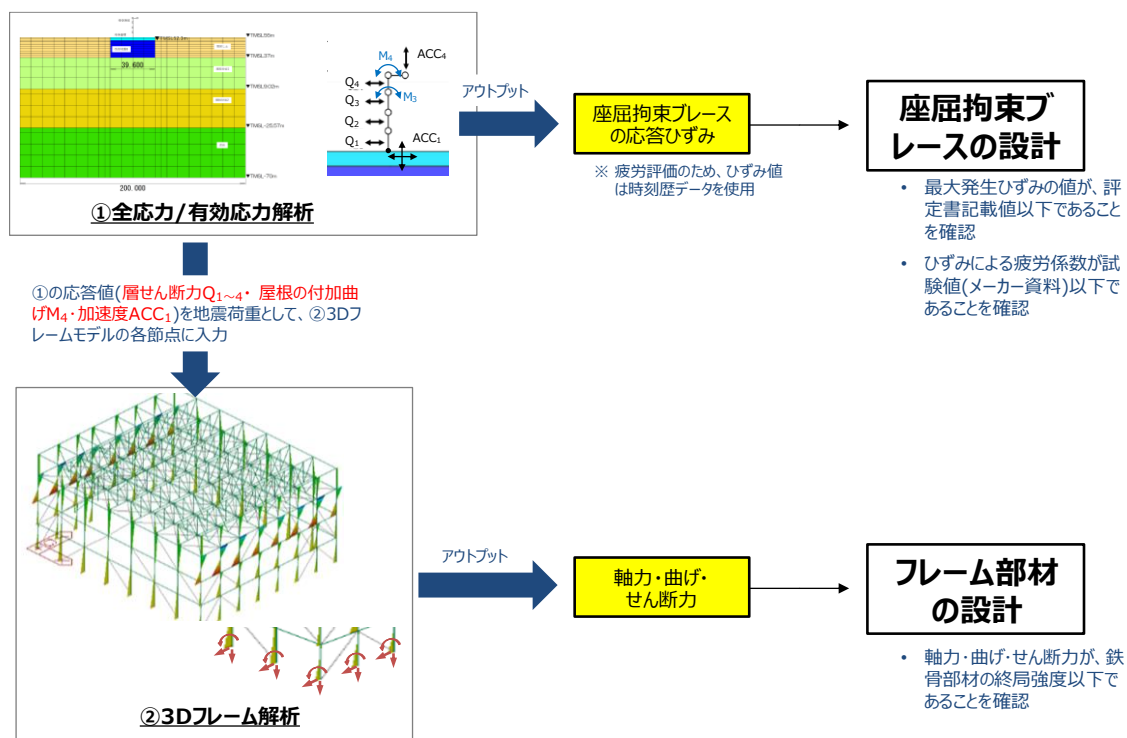 ▼TMSL37m
39.600
200.000
▼TMSL-70m
M₄
ACC₄
Q₄
Q₃
M₃
Q₂
Q₁
ACC₁
①全応力/有効応力解析
アウトプット
座屈拘束ブレース
の応答ひずみ
※ 疲労評価のため、ひずみ値
は時刻歴データを使用
座屈拘束ブ
レースの設計
• 最大発生ひずみの値が、評
定書記載値以下であること
を確認
• ひずみによる疲労係数が試
験値(メーカー資料)以下で
あることを確認
①の応答値(層せん断力Q₁~₄・ 屋根の付加曲
げM₄・加速度ACC₁)を地震荷重として、②3Dフ
レームモデルの各節点に入力
②3Dフレーム解析
アウトプット
軸力・曲げ・
せん断力
フレーム部材
の設計
• 軸力・曲げ・せん断力が、鉄
骨部材の終局強度以下で
あることを確認